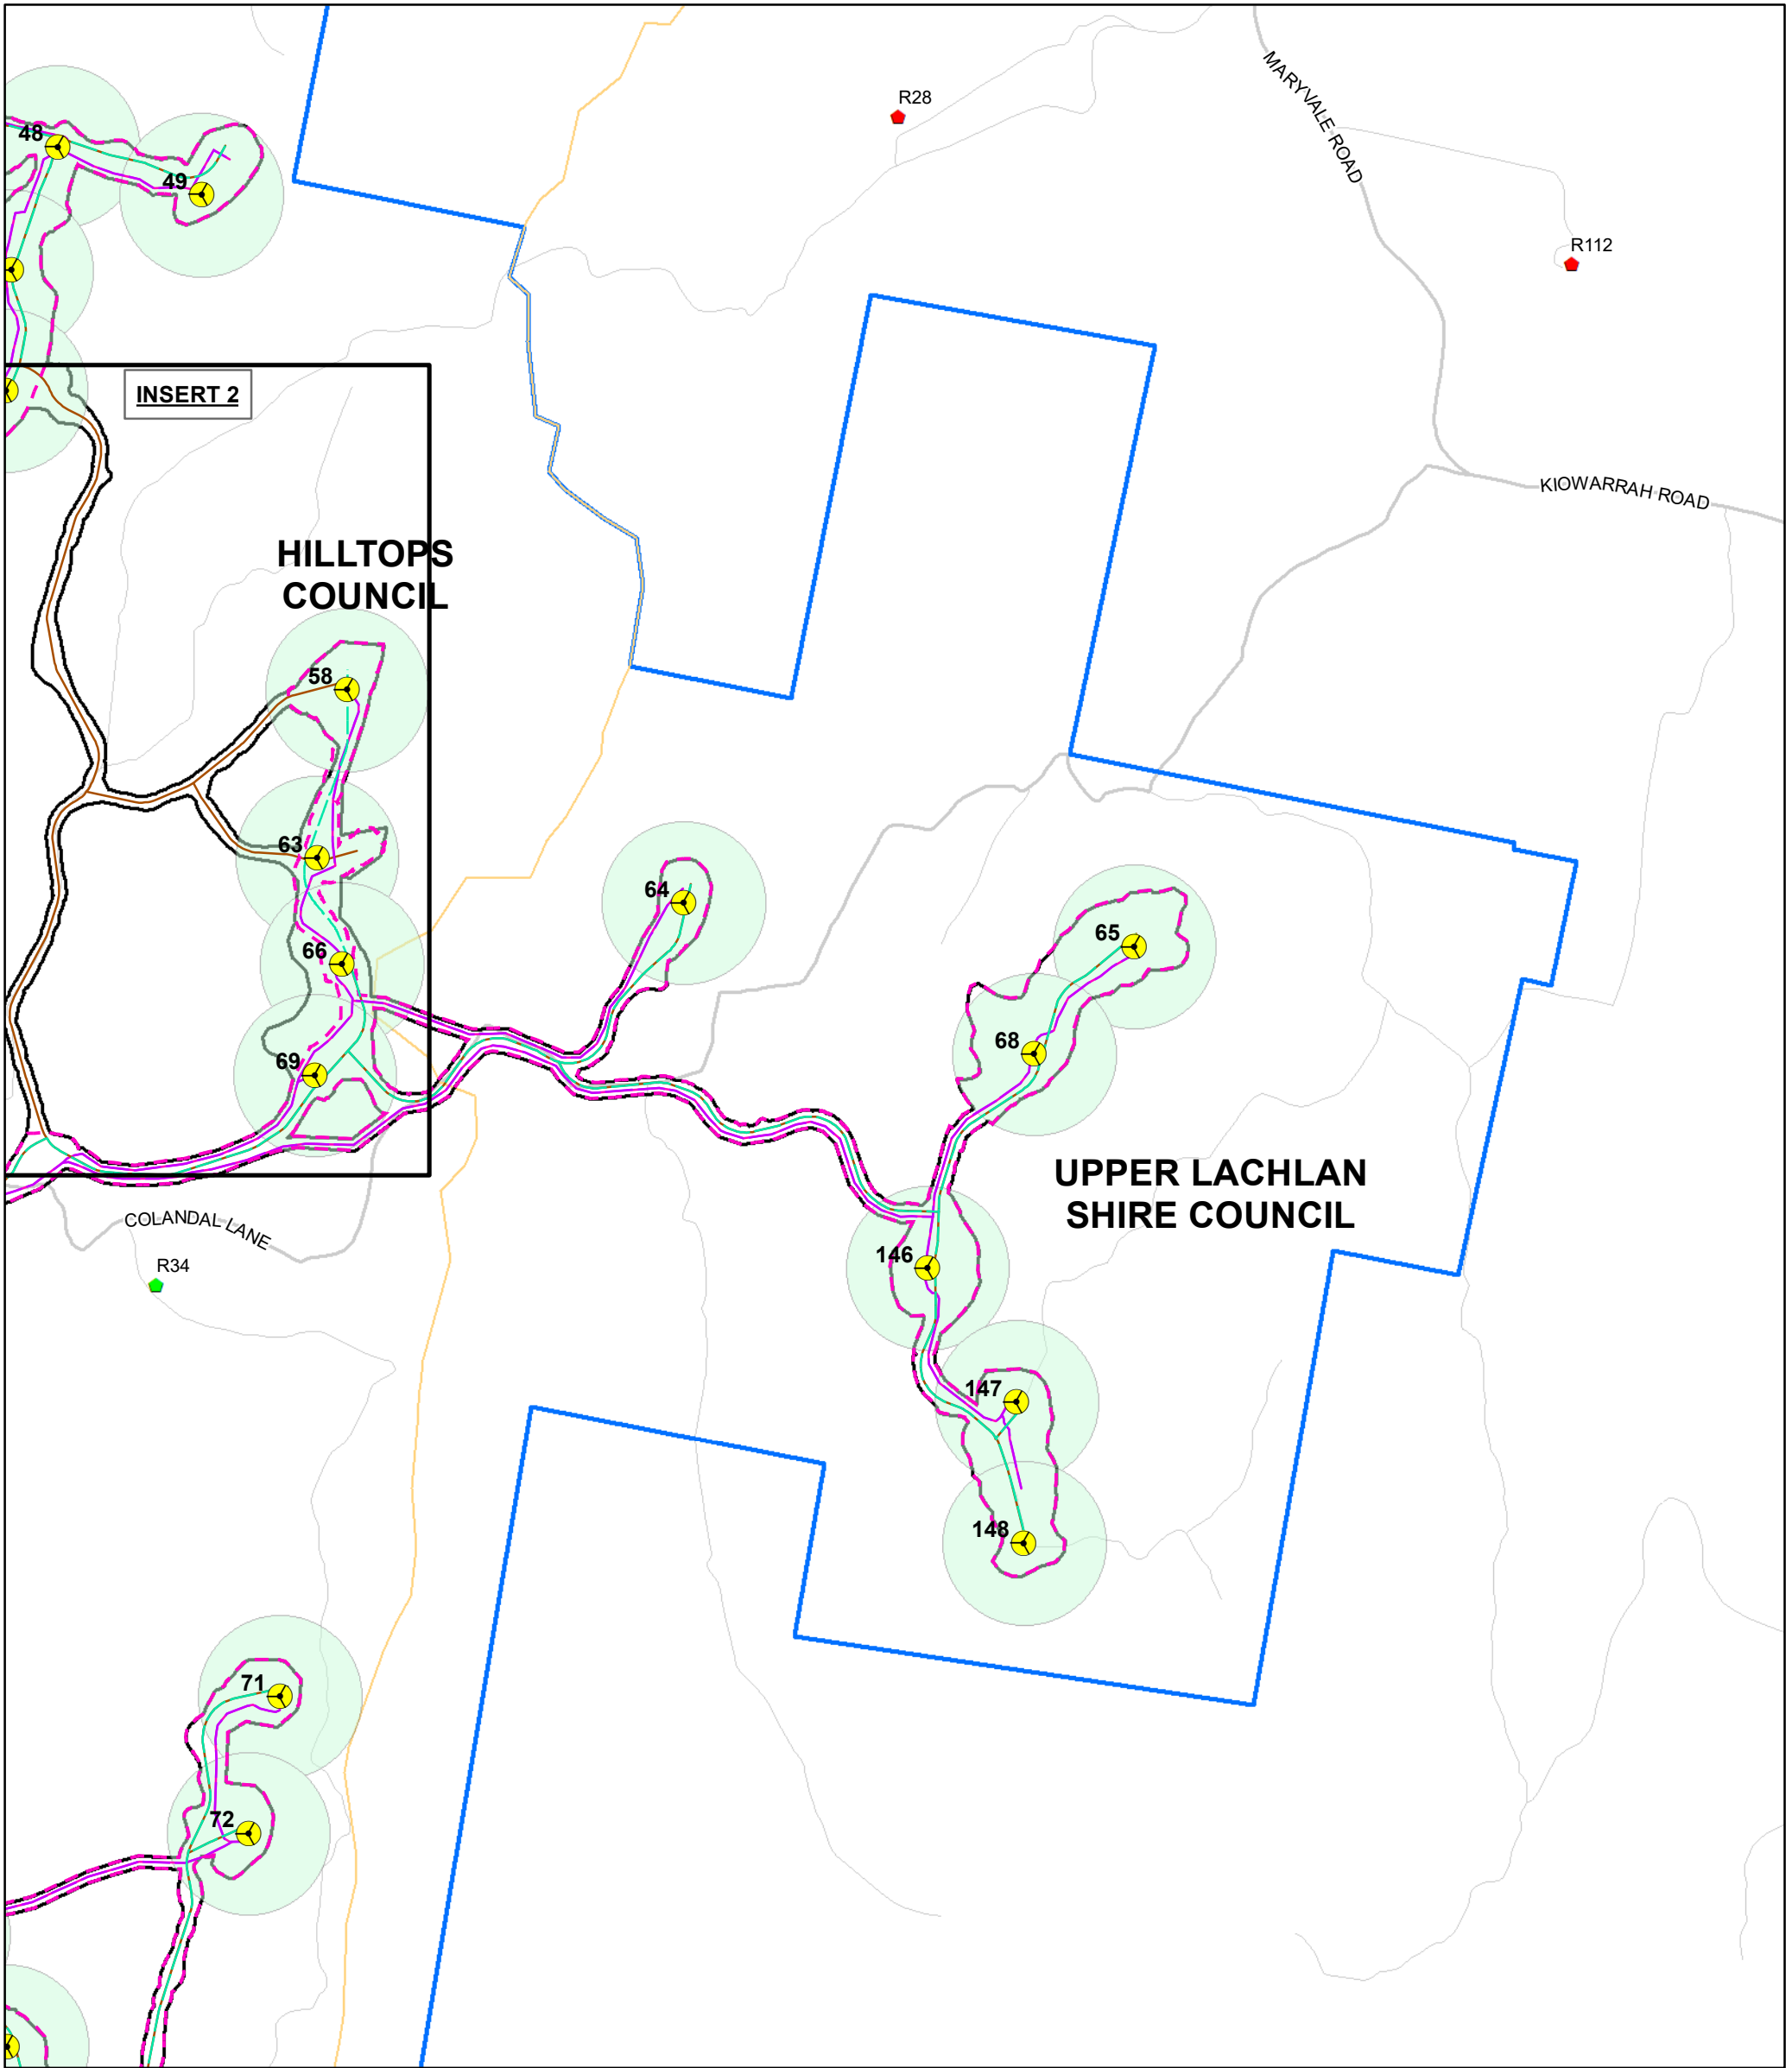 R28
MARYVALE ROAD
48
49
R112
INSERT 2
KIOWARRAH ROAD
HILLTOPS
COUNCIL
58
63
64
65
66
68
69
UPPER LACHLAN
SHIRE COUNCIL
COLANDAL LANE
146
R34
147
148
71
72